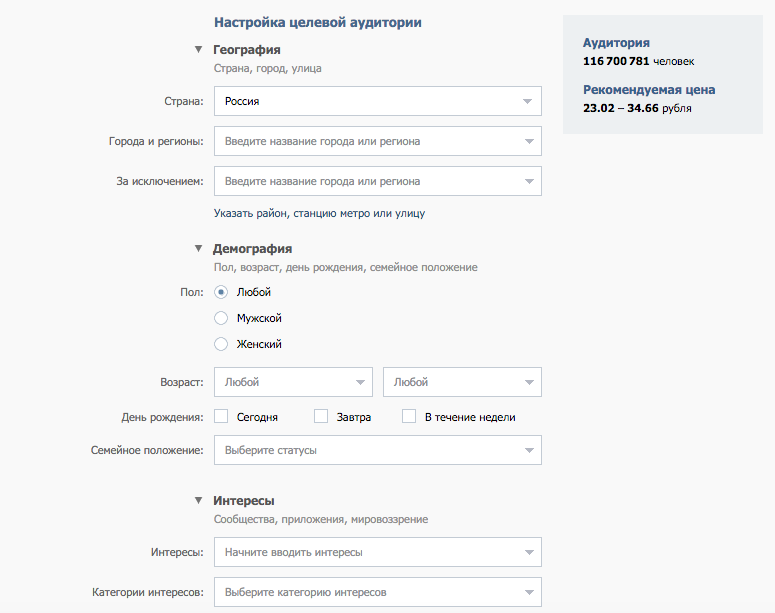 Настройка целевой аудитории
География
Страна, город, улица
Страна: Россия
Города и регионы: Введите название города или региона
За исключением: Введите название города или региона
Указать район, станцию метро или улицу
Демография
Пол, возраст, день рождения, семейное положение
Пол: Любой
Мужской
Женский
Возраст: Любой Любой
День рождения: Сегодня Завтра В течение недели
Семейное положение: Выберите статусы
Интересы
Сообщества, приложения, мировоззрение
Интересы: Начните вводить интересы
Категории интересов: Выберите категорию интересов
Аудитория
116 700 781 человек
Рекомендуемая цена
23.02 – 34.66 рубля